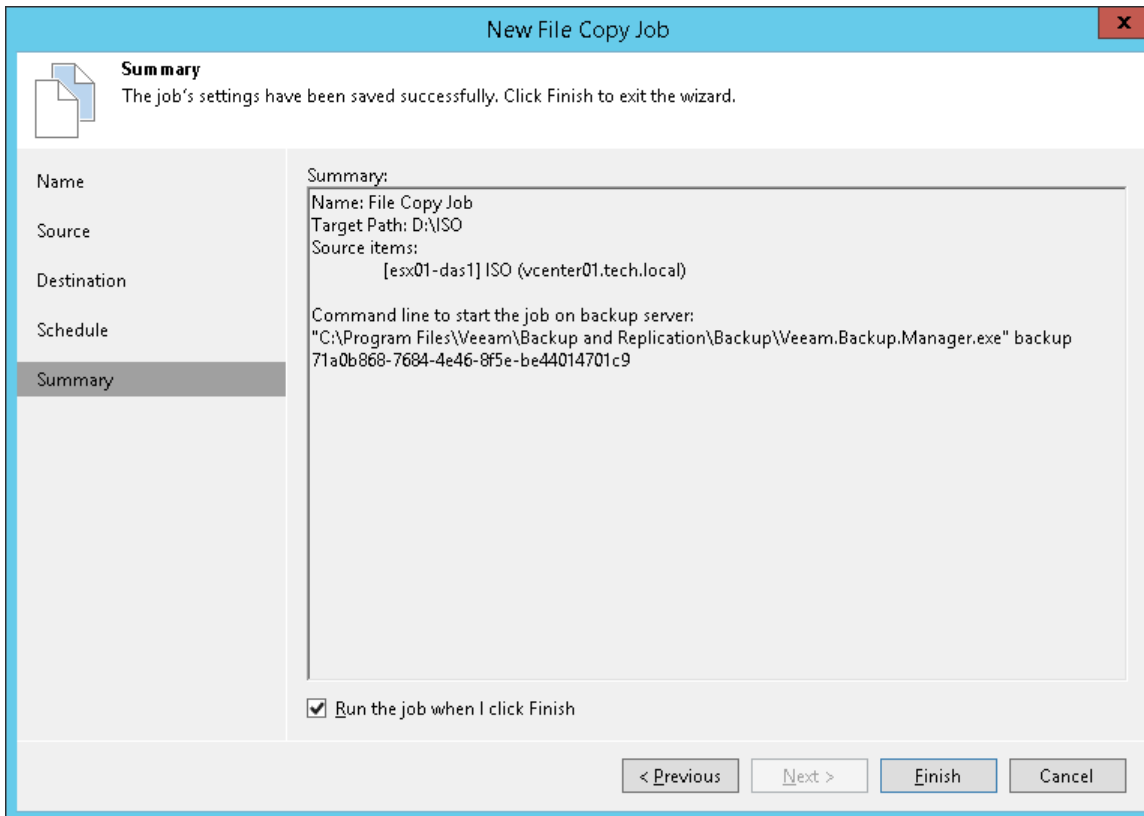 New File Copy Job
x
Summary
The job's settings have been saved successfully. Click Finish to exit the wizard.
Name
Source
Destination
Schedule
Summary
Summary:
Name: File Copy Job
Target Path: D:\ISO
Source items:
[esx01-das1] ISO (vcenter01.tech.local)
Command line to start the job on backup server:
"C:\Program Files\Veeam\Backup and Replication\Backup\Veeam.Backup.Manager.exe" backup
71a0b868-7684-4e46-8f5e-be44014701c9
Run the job when I click Finish
< Previous
Next >
Finish
Cancel